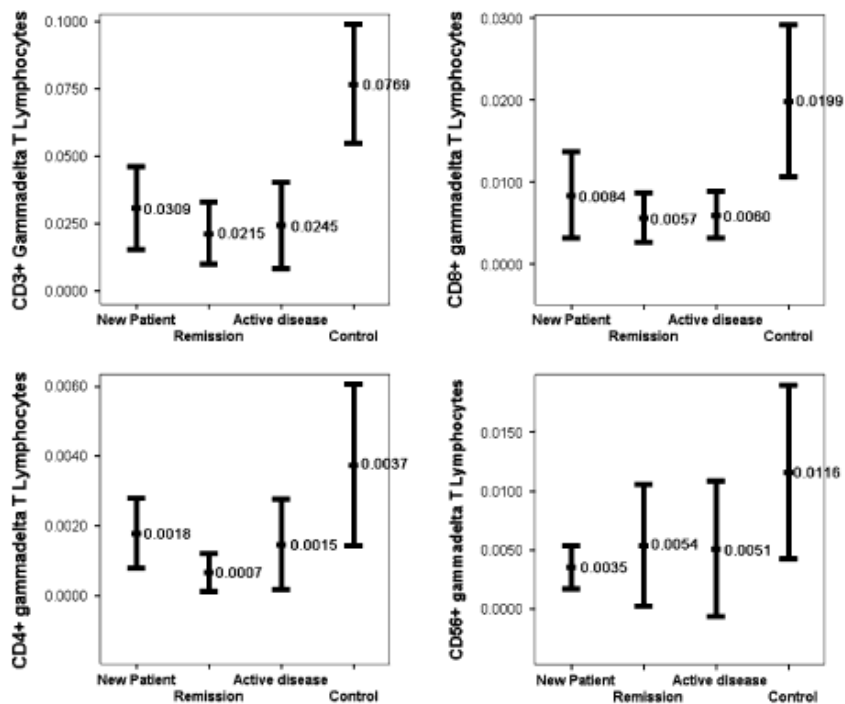 CD3+ Gammadelta T Lymphocytes
0.1000
0.0750
0.0500
0.0250
0.0000
0.0309
0.0215
0.0245
0.0769
New Patient
Remission
Active disease
Control
CD8+ gammadelta T Lymphocytes
0.0300
0.0200
0.0100
0.0000
0.0084
0.0057
0.0060
0.0199
New Patient
Remission
Active disease
Control
CD4+ gammadelta T Lymphocytes
0.0060
0.0040
0.0020
0.0000
0.0018
0.0007
0.0015
0.0037
New Patient
Remission
Active disease
Control
CD56+ gammadelta T Lymphocytes
0.0150
0.0100
0.0050
0.0000
0.0035
0.0054
0.0051
0.0116
New Patient
Remission
Active disease
Control